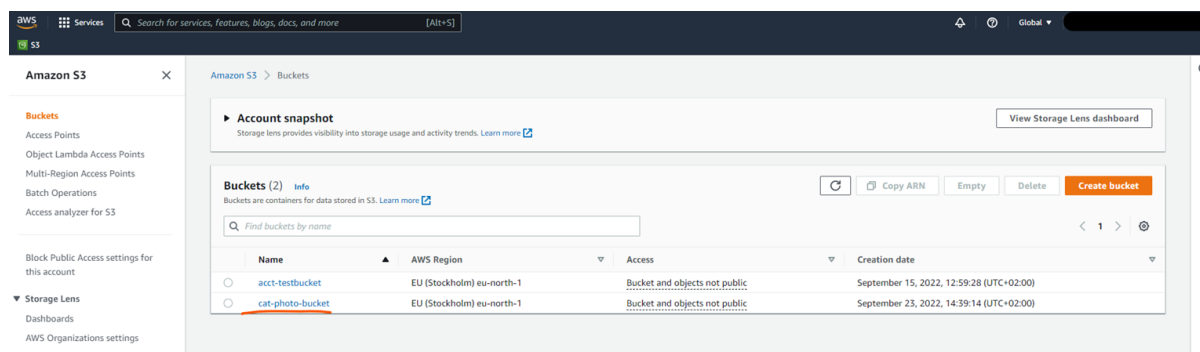 aws Services Search for services, features, blogs, docs, and more [Alt+S] Global
S3
Amazon S3
Buckets
Access Points
Object Lambda Access Points
Multi-Region Access Points
Batch Operations
Access analyzer for S3
Block Public Access settings for
this account
Storage Lens
Dashboards
AWS Organizations settings
Amazon S3 > Buckets
Account snapshot
Storage lens provides visibility into storage usage and activity trends. Learn more
View Storage Lens dashboard
Buckets (2) Info
Buckets are containers for data stored in S3. Learn more
Copy ARN Empty Delete Create bucket
Find buckets by name
< 1 >
Name AWS Region Access Creation date
acct-testbucket EU (Stockholm) eu-north-1 Bucket and objects not public September 15, 2022, 12:59:28 (UTC+02:00)
cat-photo-bucket EU (Stockholm) eu-north-1 Bucket and objects not public September 23, 2022, 14:39:14 (UTC+02:00)